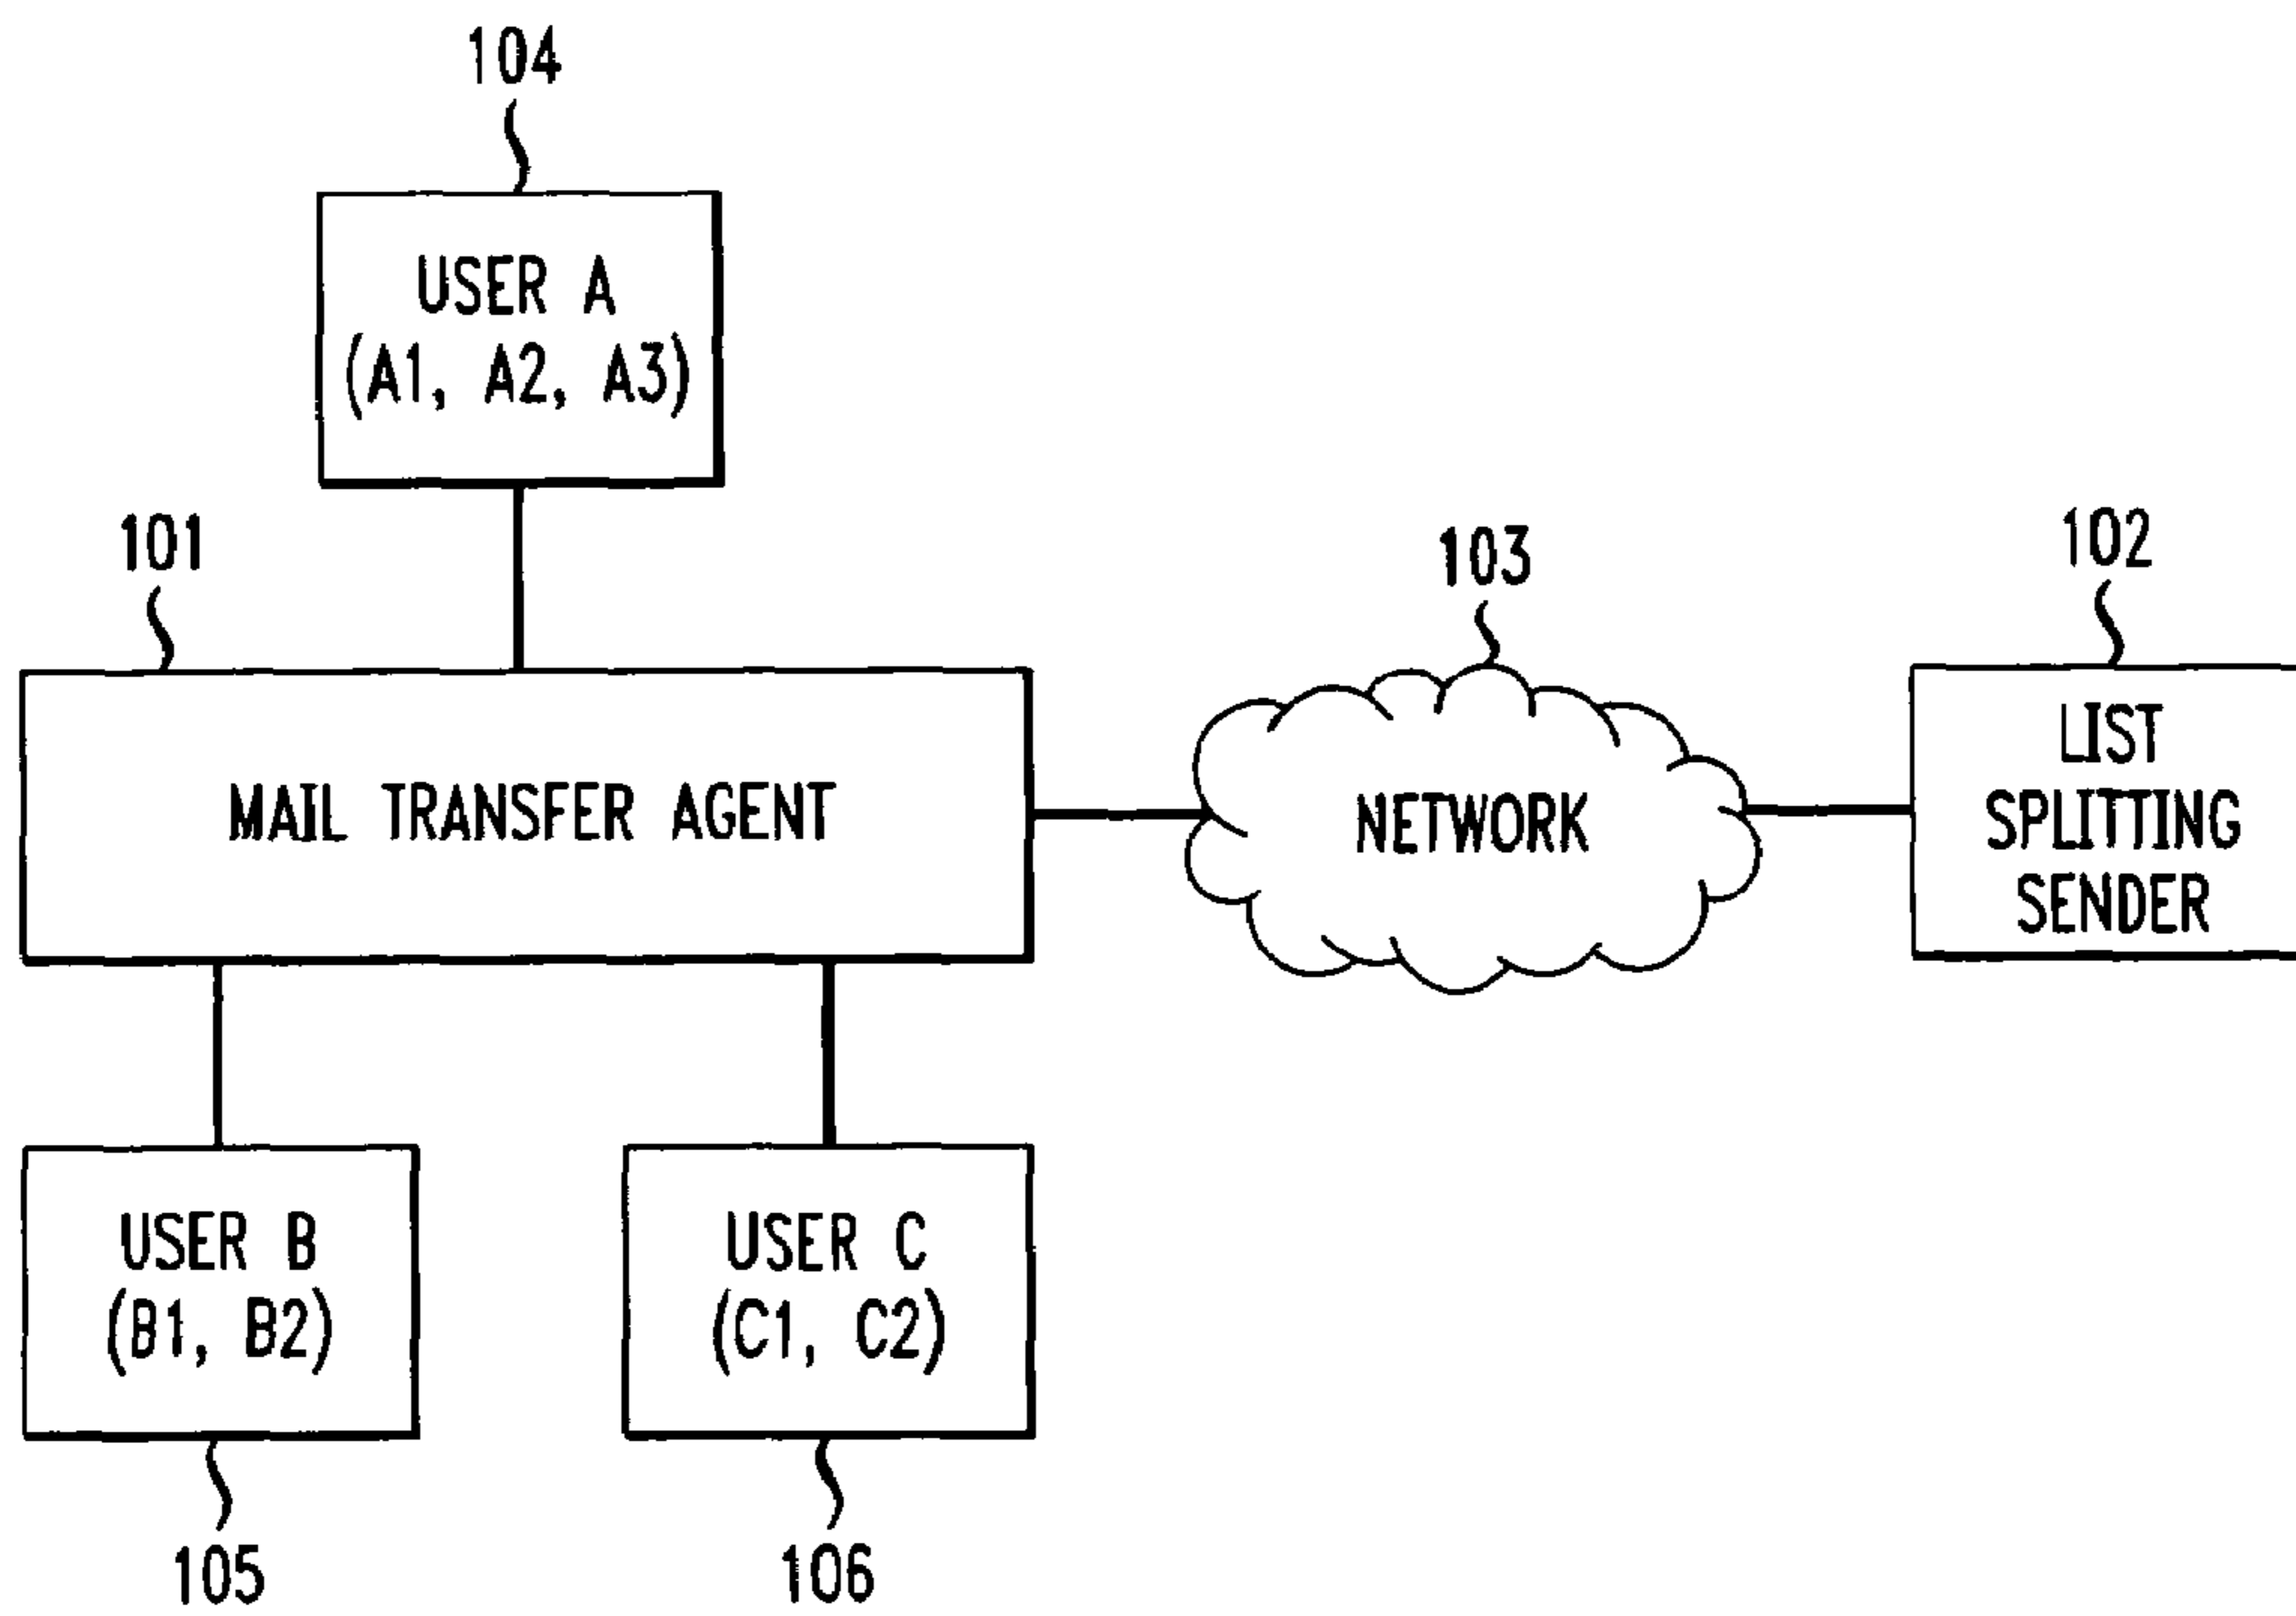 104
USER A
(A1, A2, A3)
101
103
102
MAIL TRANSFER AGENT
NETWORK
LIST
SPLITTING
SENDER
USER B
(B1, B2)
USER C
(C1, C2)
105
106